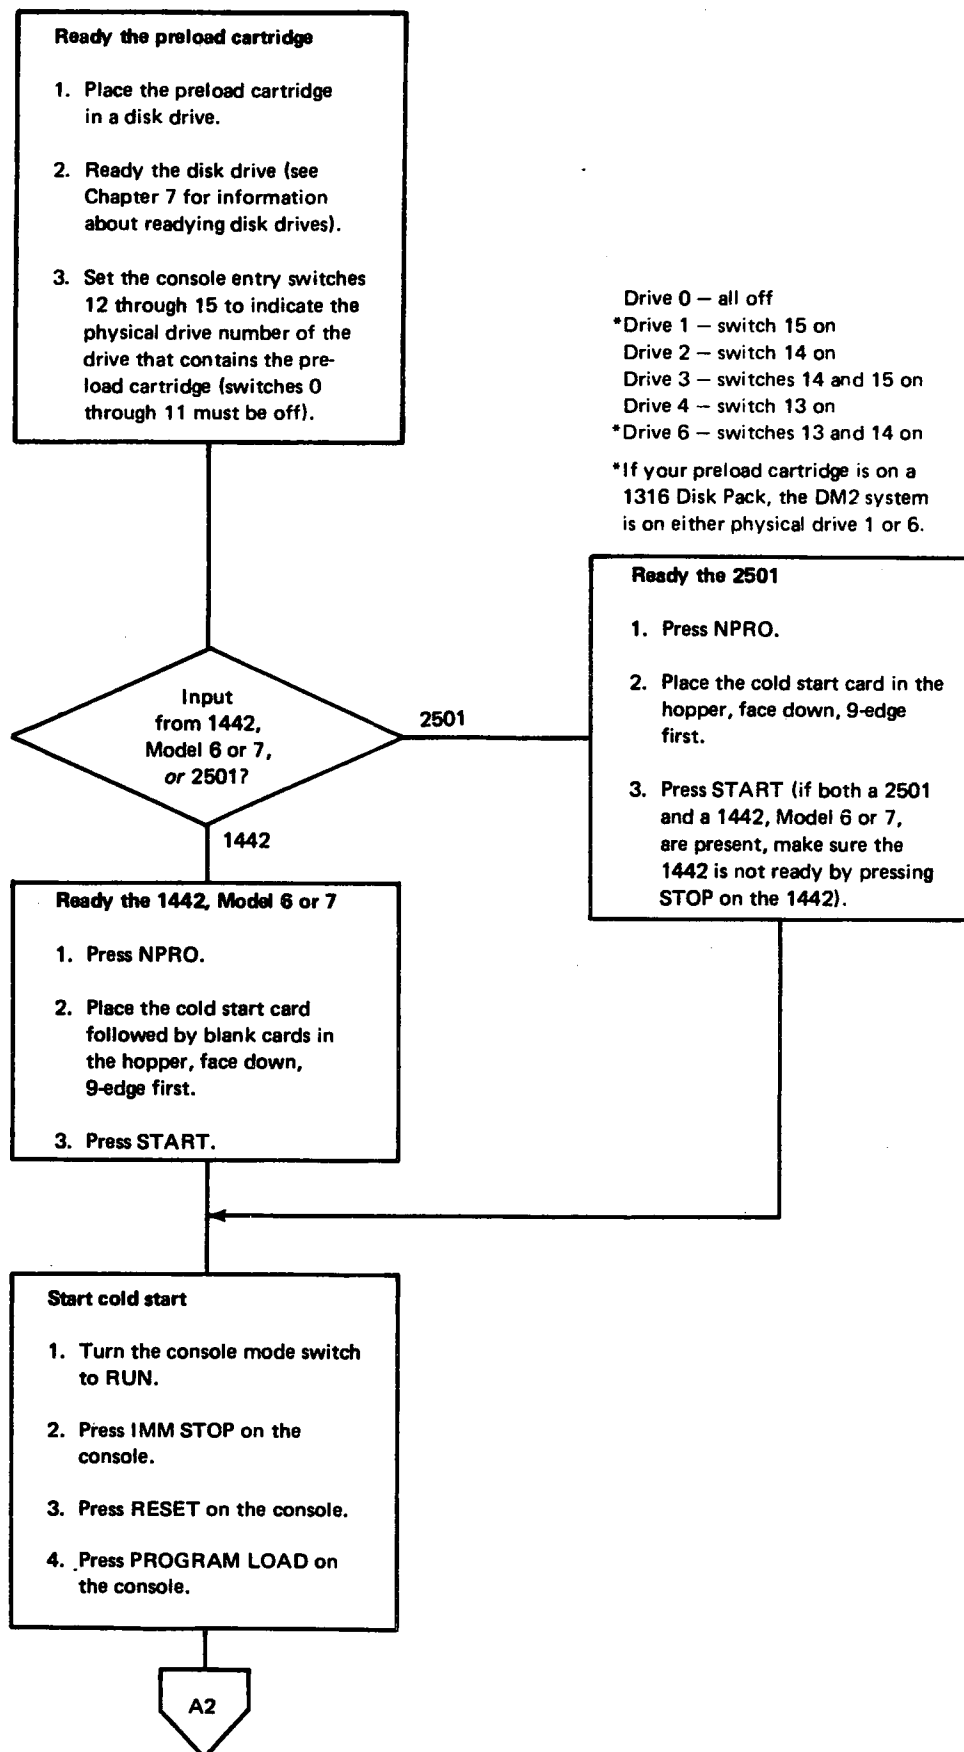 Ready the preload cartridge
1. Place the preload cartridge
in a disk drive.
2. Ready the disk drive (see
Chapter 7 for information
about readying disk drives).
3. Set the console entry switches
12 through 15 to indicate the
physical drive number of the
drive that contains the pre-
load cartridge (switches 0
through 11 must be off).
Drive 0 — all off
*Drive 1 — switch 15 on
Drive 2 — switch 14 on
Drive 3 — switches 14 and 15 on
Drive 4 — switch 13 on
*Drive 6 — switches 13 and 14 on
*If your preload cartridge is on a
1316 Disk Pack, the DM2 system
is on either physical drive 1 or 6.
Input
from 1442,
Model 6 or 7,
or 2501?
2501
1442
Ready the 2501
1. Press NPRO.
2. Place the cold start card in the
hopper, face down, 9-edge
first.
3. Press START (if both a 2501
and a 1442, Model 6 or 7,
are present, make sure the
1442 is not ready by pressing
STOP on the 1442).
Ready the 1442, Model 6 or 7
1. Press NPRO.
2. Place the cold start card
followed by blank cards in
the hopper, face down,
9-edge first.
3. Press START.
Start cold start
1. Turn the console mode switch
to RUN.
2. Press IMM STOP on the
console.
3. Press RESET on the console.
4. Press PROGRAM LOAD on
the console.
A2